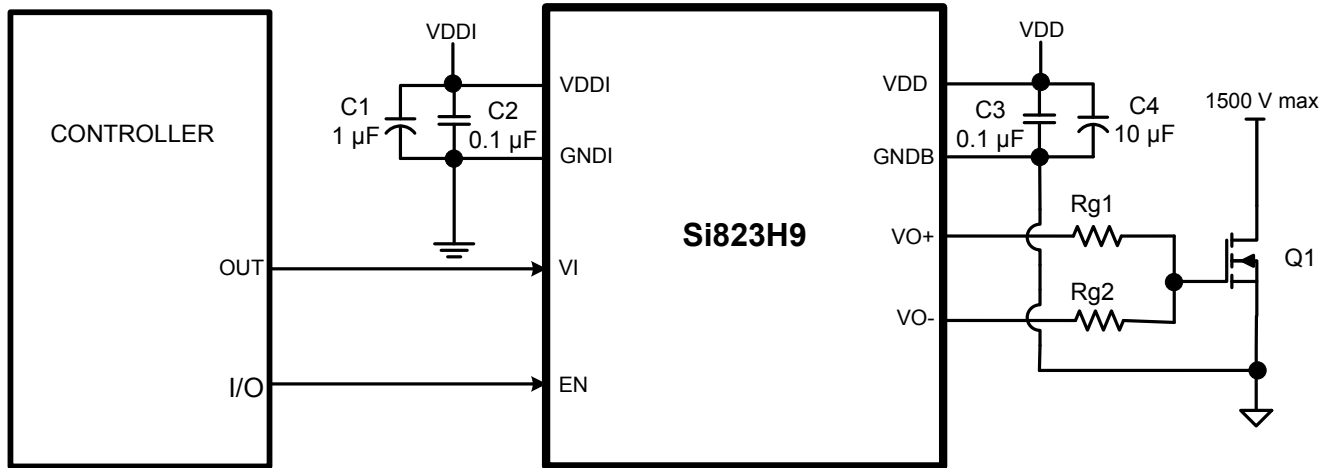 CONTROLLER
OUT
I/O
VDDI
C1
1 µF
C2
0.1 µF
VDDI
GNDI
VI
EN
Si823H9
VDD
GNDB
VO+
VO-
VDD
C3
0.1 µF
C4
10 µF
1500 V max
Rg1
Rg2
Q1